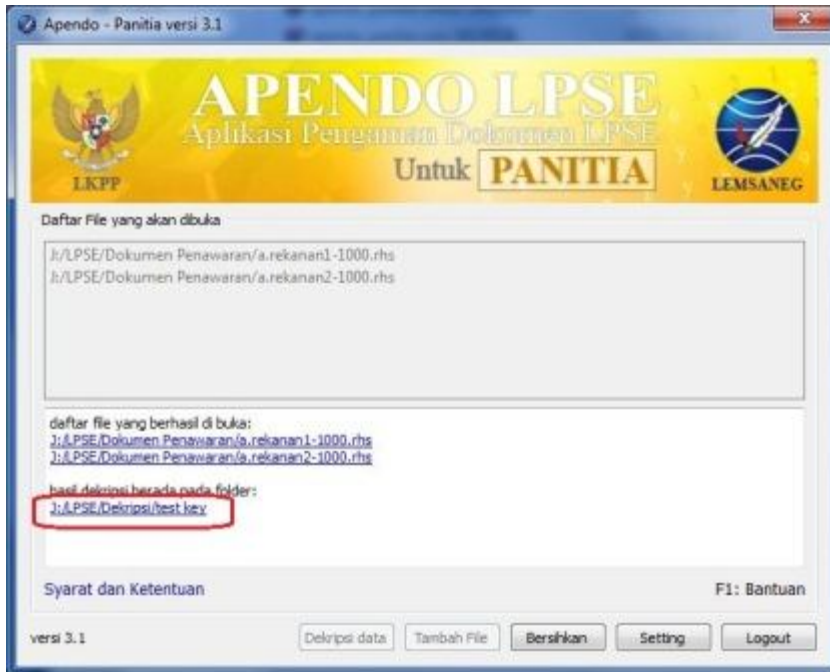 Apendo - Panitia versi 3.1
APENDO LPSE
Aplikasi Pengaman Dokumen LPSE
Untuk PANITIA
LKPP
LEMSANEG
Daftar File yang akan dibuka
J:/LPSE/Dokumen Penawaran/a.rekanan1-1000.rhs
J:/LPSE/Dokumen Penawaran/a.rekanan2-1000.rhs
daftar file yang berhasil di buka:
J:/LPSE/Dokumen Penawaran/a.rekanan1-1000.rhs
J:/LPSE/Dokumen Penawaran/a.rekanan2-1000.rhs
hasil dekripsi berada pada folder:
J:/LPSE/Dekripsi/test key
Syarat dan Ketentuan F1: Bantuan
versi 3.1 Dekripsi data Tambah File Bersihkan Setting Logout